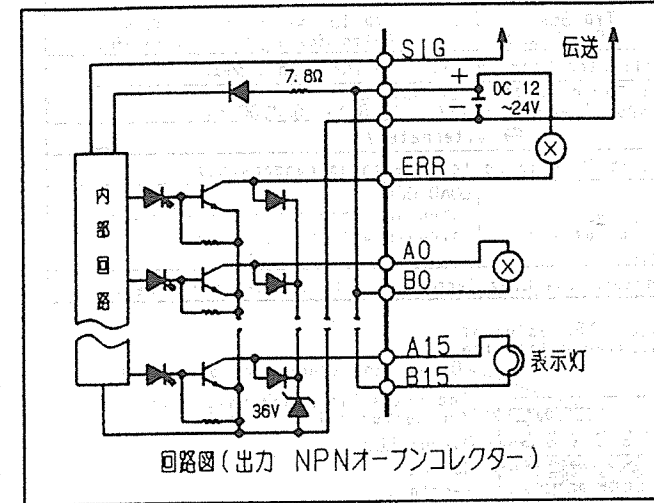 SIG
伝送
7.8Ω
+
DC 12
−
~24V
ERR
内部回路
A0
B0
A15
B15
表示灯
36V
回路図(出力 NPNオープンコレクター)